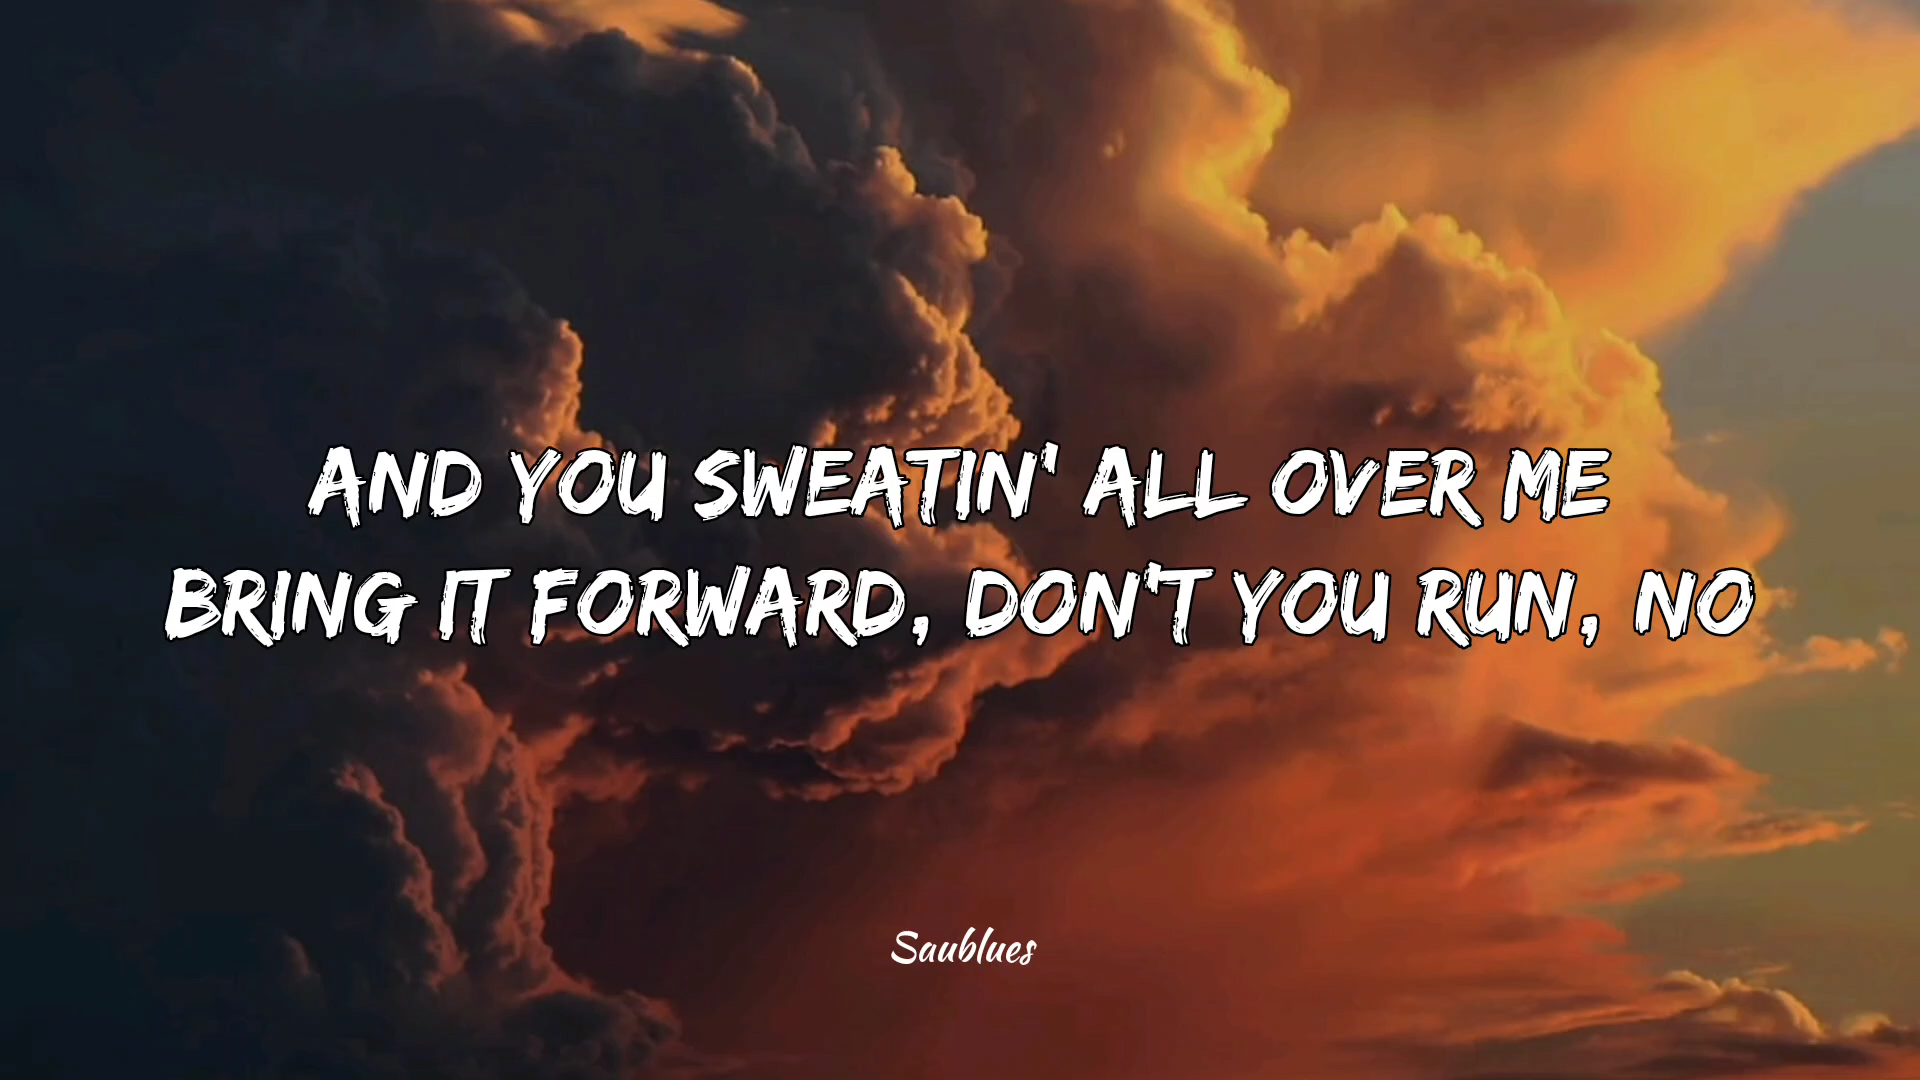 AND YOU SWEATIN' ALL OVER ME
BRING IT FORWARD, DON'T YOU RUN, NO
Saublues